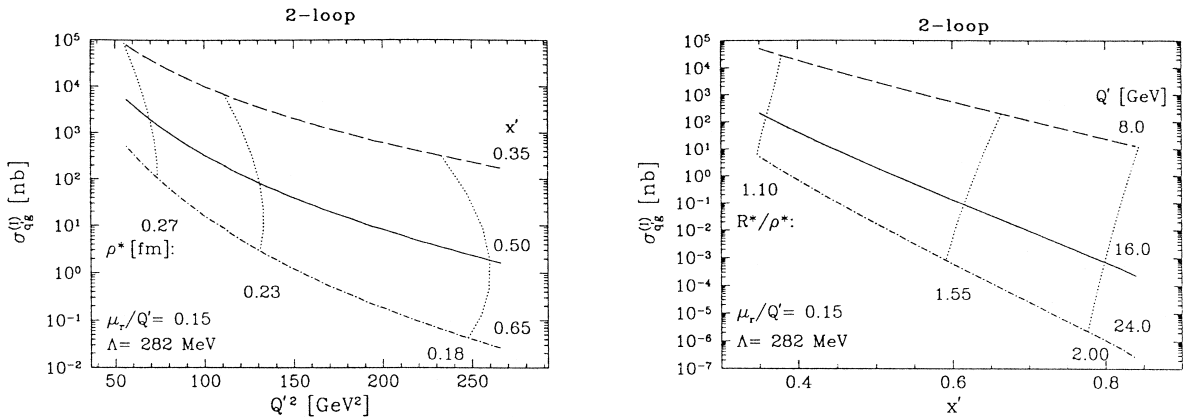 2-loop
σ(I)q'g [nb]
10^5
10^4
10^3
10^2
10^1
10^0
10^-1
10^-2
x'
0.35
0.50
0.65
0.27
ρ* [fm]:
0.23
0.18
μr/Q'= 0.15
Λ= 282 MeV
50 100 150 200 250
Q'^2 [GeV^2]
2-loop
σ(I)q'g [nb]
10^5
10^4
10^3
10^2
10^1
10^0
10^-1
10^-2
10^-3
10^-4
10^-5
10^-6
10^-7
Q' [GeV]
8.0
16.0
24.0
1.10
R*/ρ*:
1.55
2.00
μr/Q'= 0.15
Λ= 282 MeV
0.4 0.6 0.8
x'